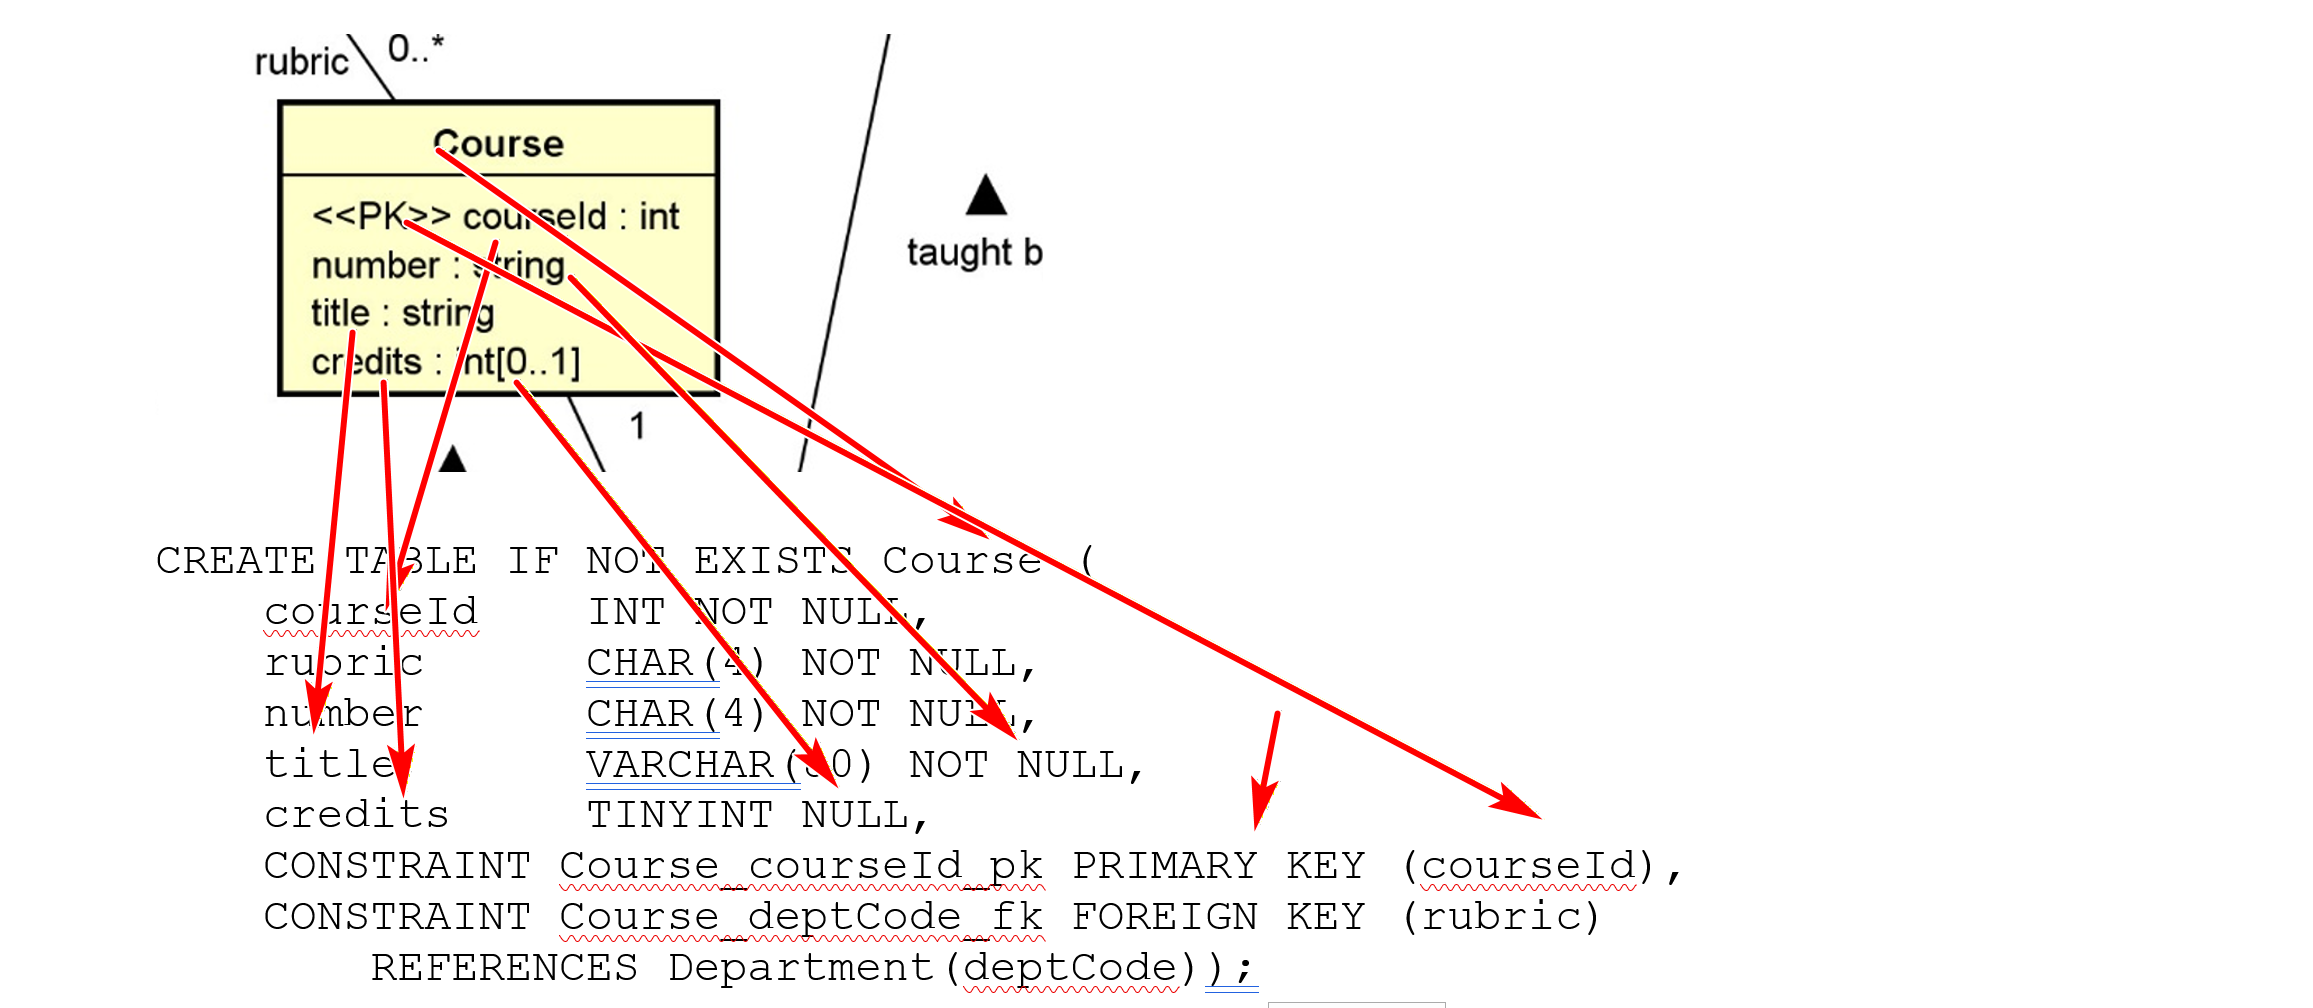 rubric 0..*
Course
<<PK>> courseId : int
number : string
title : string
credits : int[0..1]
1
taught b
CREATE TABLE IF NOT EXISTS Course (
courseId INT NOT NULL,
rubric CHAR(4) NOT NULL,
number CHAR(4) NOT NULL,
title VARCHAR(80) NOT NULL,
credits TINYINT NULL,
CONSTRAINT Course_courseId_pk PRIMARY KEY (courseId),
CONSTRAINT Course_deptCode_fk FOREIGN KEY (rubric)
REFERENCES Department(deptCode));